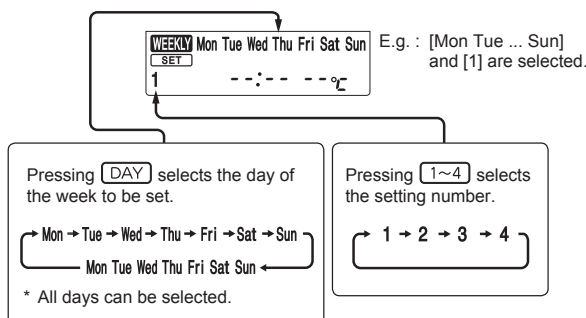 WEEKLY Mon Tue Wed Thu Fri Sat Sun
SET
1 --:-- --°C
E.g. : [Mon Tue ... Sun]
and [1] are selected.
Pressing DAY selects the day of
the week to be set.
Mon → Tue → Wed → Thu → Fri → Sat → Sun
Mon Tue Wed Thu Fri Sat Sun
* All days can be selected.
Pressing 1~4 selects
the setting number.
1 → 2 → 3 → 4